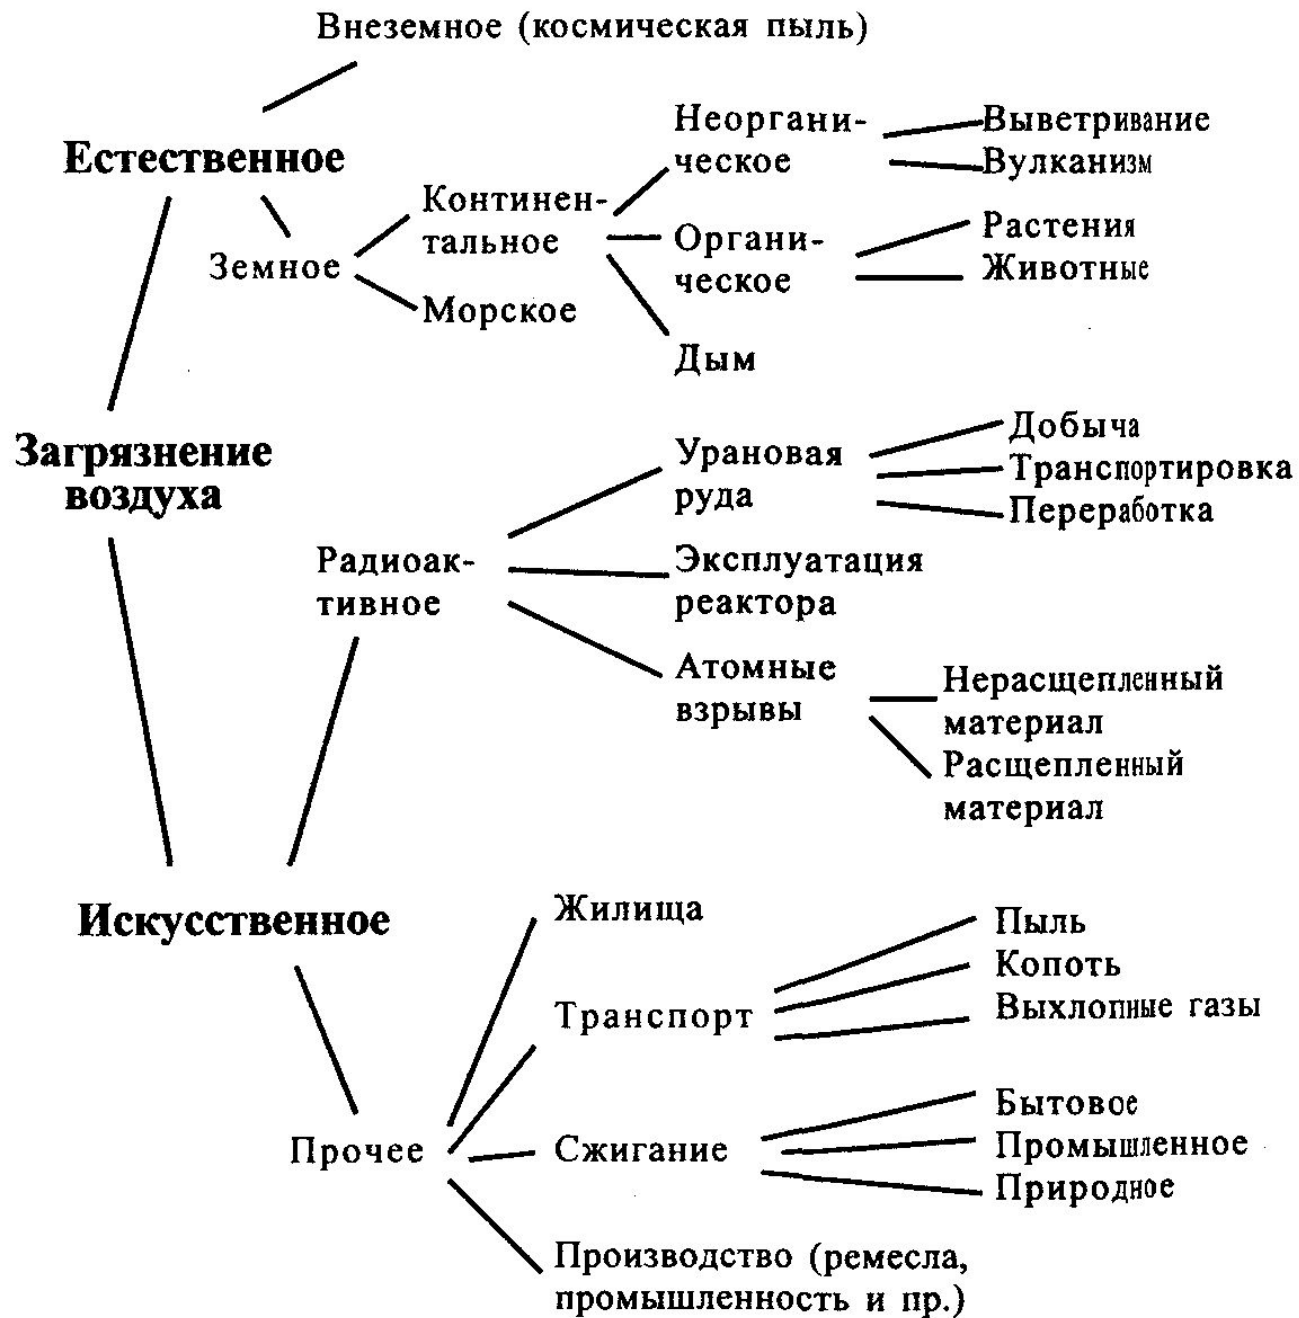 Внеземное (космическая пыль)
Естественное
Земное
Континен-
тальное
Морское
Неоргани-
ческое
Выветривание
Вулканизм
Органи-
ческое
Растения
Животные
Дым
Загрязнение
воздуха
Радиоак-
тивное
Урановая
руда
Добыча
Транспортировка
Переработка
Эксплуатация
реактора
Атомные
взрывы
Нерасщепленный
материал
Расщепленный
материал
Искусственное
Прочее
Жилища
Транспорт
Пыль
Копоть
Выхлопные газы
Сжигание
Бытовое
Промышленное
Природное
Производство (ремесла,
промышленность и пр.)